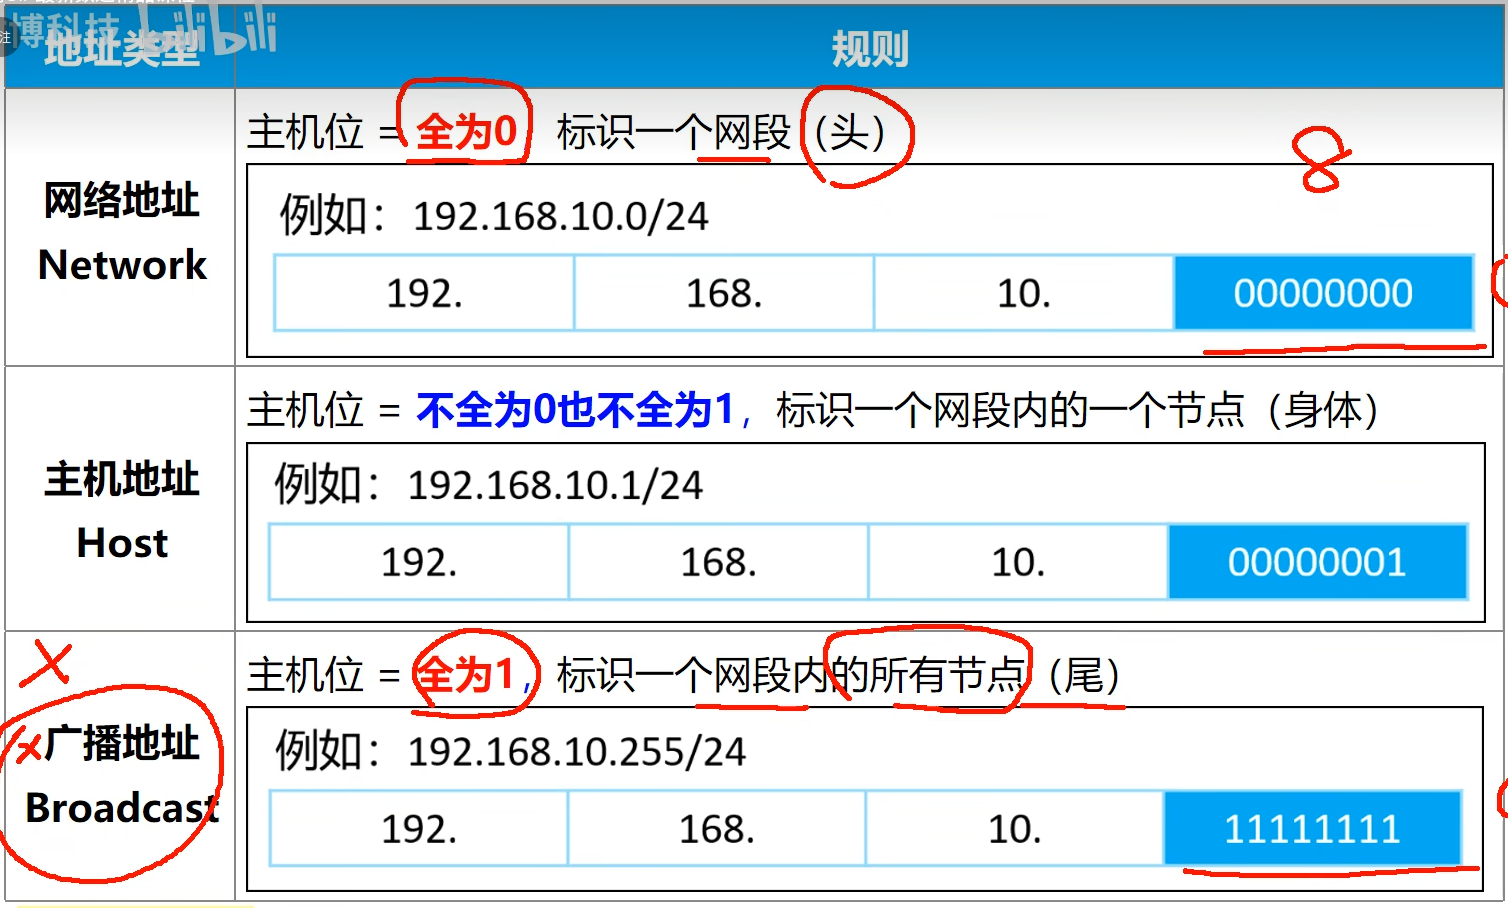 博科技 bilibili
注
地址类型 规则
主机位 = 全为0 标识一个网段（头）
8
网络地址
Network
例如：192.168.10.0/24
192. 168. 10. 00000000
主机位 = 不全为0也不全为1，标识一个网段内的一个节点（身体）
主机地址
Host
例如：192.168.10.1/24
192. 168. 10. 00000001
主机位 = 全为1，标识一个网段内的所有节点（尾）
广播地址
Broadcast
例如：192.168.10.255/24
192. 168. 10. 11111111